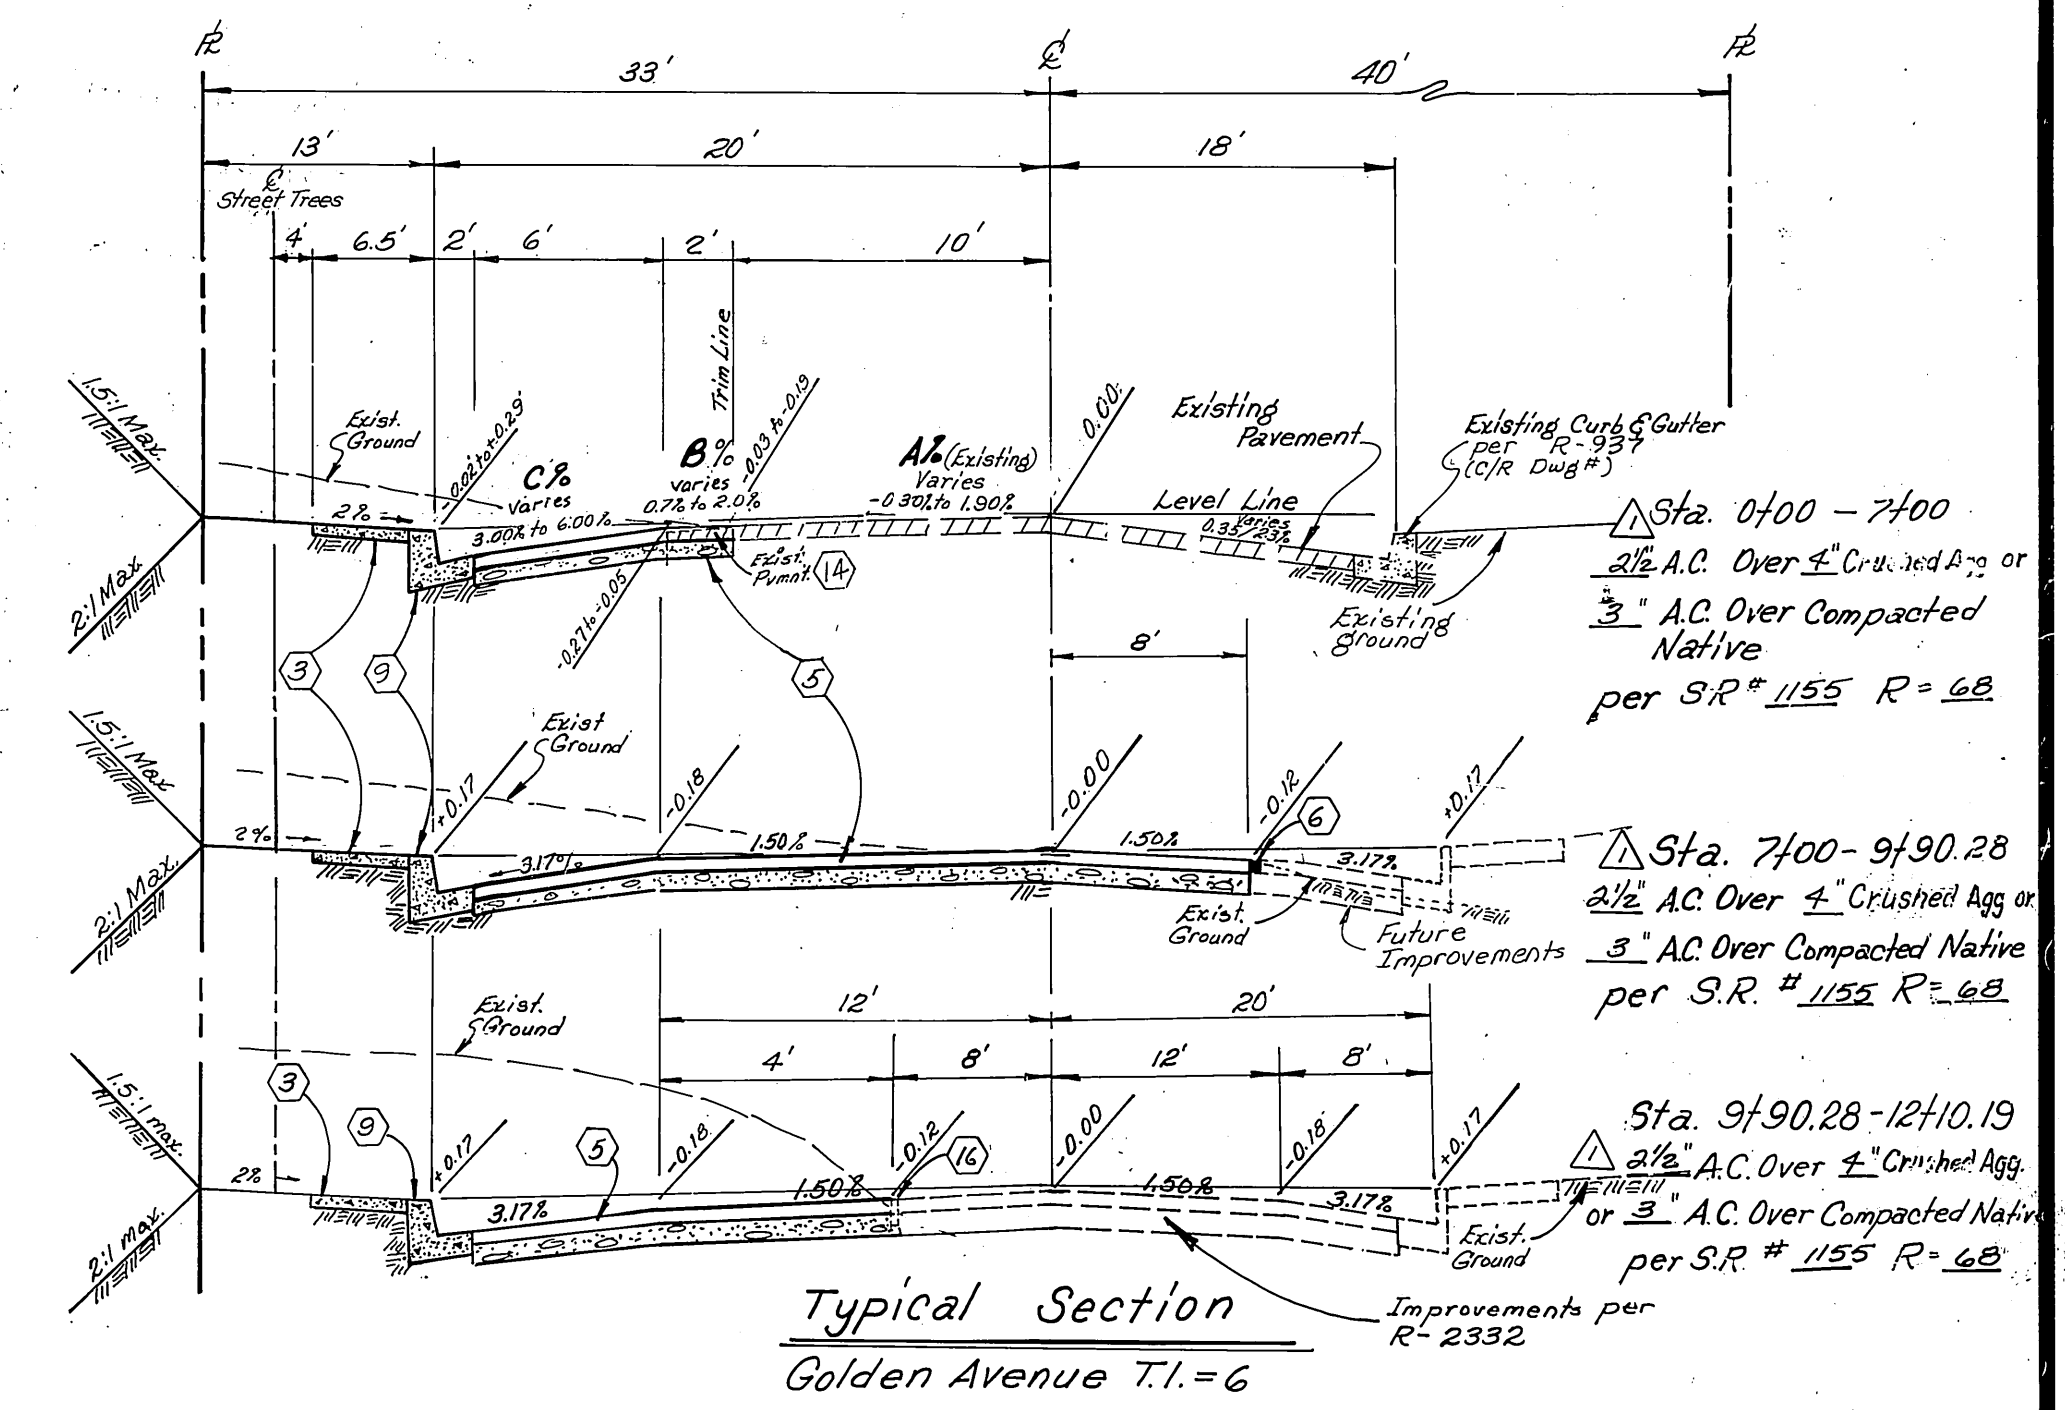 PL
CL
PL
33'
40'
13'
20'
18'
CL
Street Trees
4'
6.5'
2'
6'
2'
10'
Trim Line
1.5:1 Max.
Exist.
Ground
-0.02' to +0.29'
C%
varies
3.00% to 6.00%
B%
varies
0.7% to 2.0%
-0.03 to -0.19
A% (Existing)
Varies
-0.30% to 1.90%
0.00
Existing
Pavement
Level Line
Varies
Existing Curb & Gutter
per R-937
(C/R Dwg #)
2%
2:1 Max.
-0.27 to -0.05
Exist.
Pvmnt.
14
Existing
ground
1 Sta. 0+00 - 7+00
2½" A.C. Over 4" Crushed Agg or
3" A.C. Over Compacted
Native
per S.R # 1155 R = 68
3
9
5
8'
1.5:1 Max
Exist
Ground
+0.17
-0.18
-0.00
-0.12
6
+0.17
2%
3.17%
1.50%
1.50%
3.17%
2:1 Max.
Exist.
Ground
Future
Improvements
1 Sta. 7+00 - 9+90.28
2½" A.C. Over 4" Crushed Agg or
3" A.C. Over Compacted Native
per S.R. # 1155 R = 68
Exist.
Ground
12'
20'
4'
8'
12'
8'
1.5:1 max.
3
9
5
+0.17
-0.18
-0.12
16
-0.00
-0.18
+0.17
2%
3.17%
1.50%
1.50%
3.17%
2:1 max.
Exist.
Ground
Sta. 9+90.28 - 12+10.19
1 2½" A.C. Over 4" Crushed Agg.
or 3" A.C. Over Compacted Native
per S.R. # 1155 R = 68
Improvements per
R-2332
Typical Section
Golden Avenue T.I. = 6